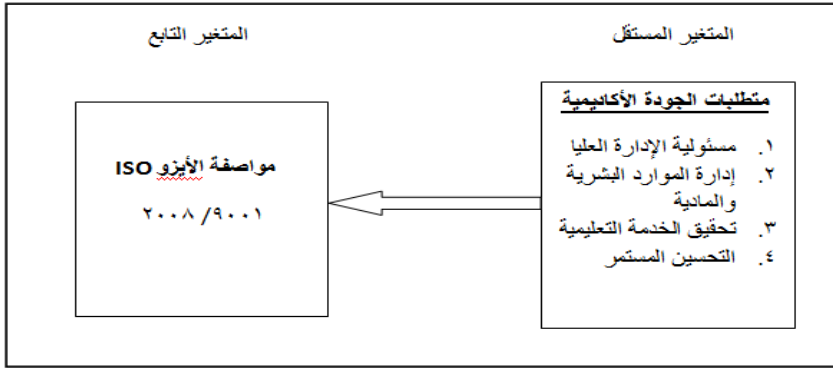 المتغير المستقل
المتغير التابع
متطلبات الجودة الأكاديمية
١. مسئولية الإدارة العليا
٢. إدارة الموارد البشرية
والمادية
٣. تحقيق الخدمة التعليمية
٤. التحسين المستمر
مواصفة الأيزو ISO
٢٠٠٨ /٩٠٠١